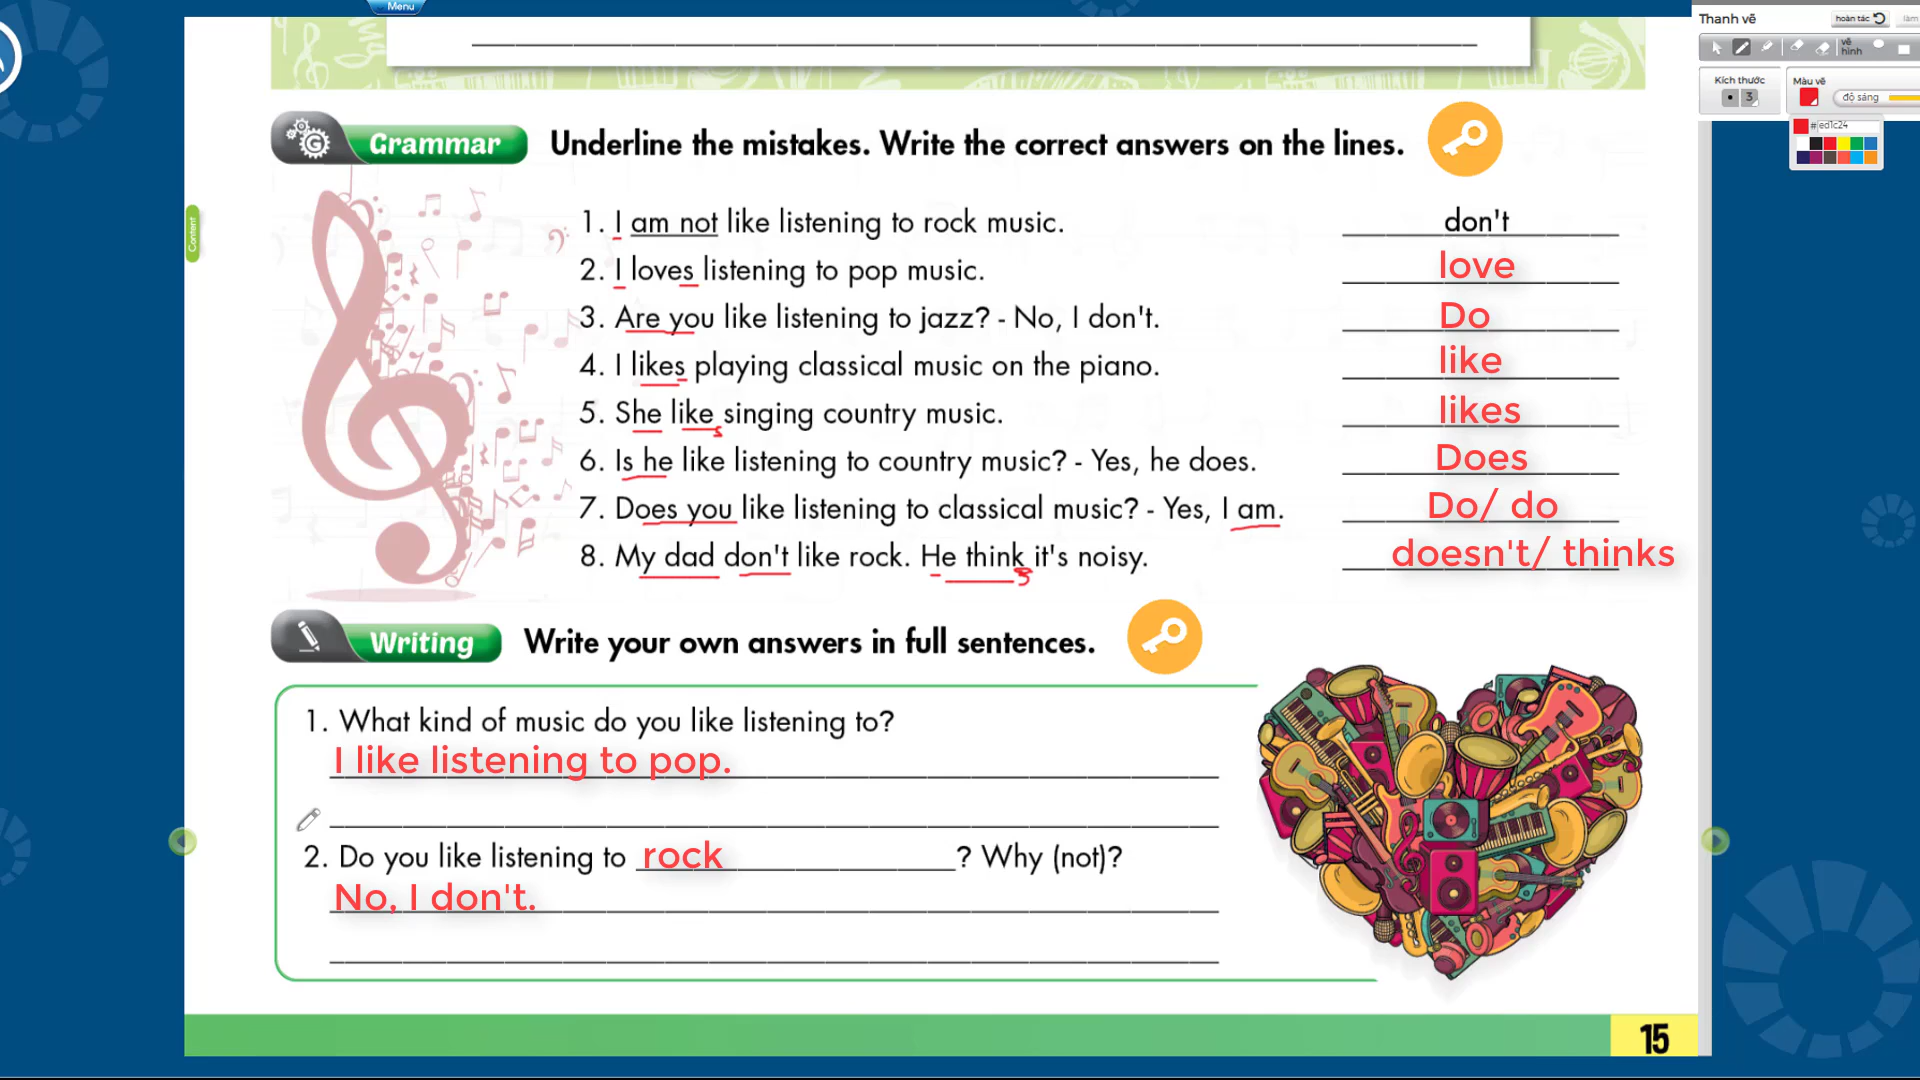 Menu
Thanh vẽ
hoàn tác
làm
vẽ hình
Kích thước
3
Màu vẽ
độ sáng
# ed1c24
Content
Grammar Underline the mistakes. Write the correct answers on the lines.
1. I am not like listening to rock music. don't
2. I loves listening to pop music. love
3. Are you like listening to jazz? - No, I don't. Do
4. I likes playing classical music on the piano. like
5. She like s singing country music. likes
6. Is he like listening to country music? - Yes, he does. Does
7. Does you like listening to classical music? - Yes, I am. Do/ do
8. My dad don't like rock. He think s it's noisy. doesn't/ thinks
Writing Write your own answers in full sentences.
1. What kind of music do you like listening to?
I like listening to pop.
2. Do you like listening to rock ? Why (not)?
No, I don't.
15